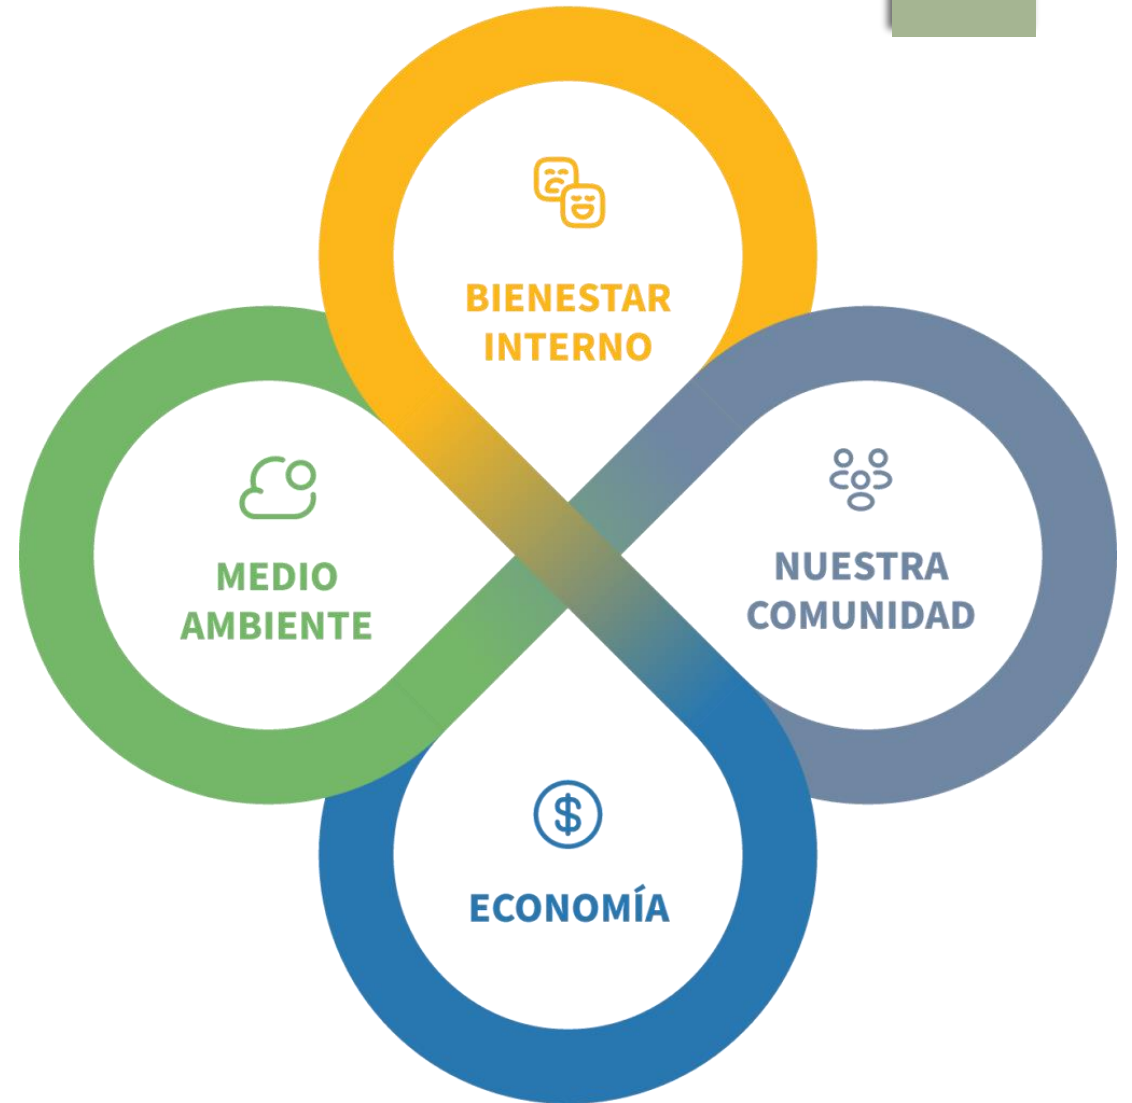 BIENESTAR
INTERNO
MEDIO
AMBIENTE
NUESTRA
COMUNIDAD
$
ECONOMÍA